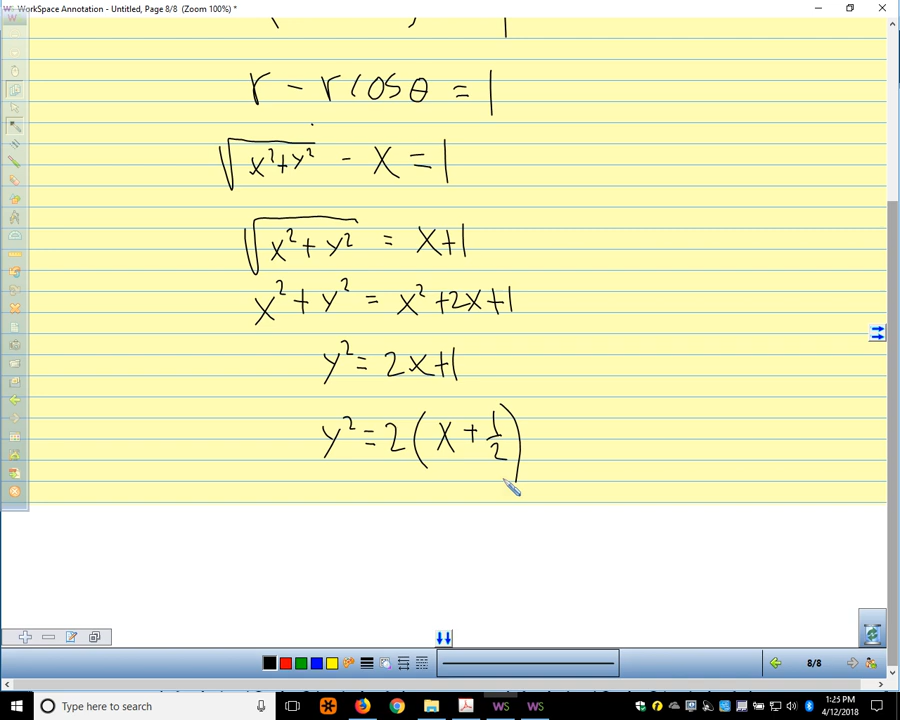 WorkSpace Annotation - Untitled, Page 8/8 (Zoom 100%) *
r - r cos θ = 1
√(x²+y²) - x = 1
√(x²+y²) = x+1
x² + y² = x² + 2x + 1
y² = 2x+1
y² = 2(x + 1/2)
8/8
Type here to search
WS
WS
1:25 PM
4/12/2018